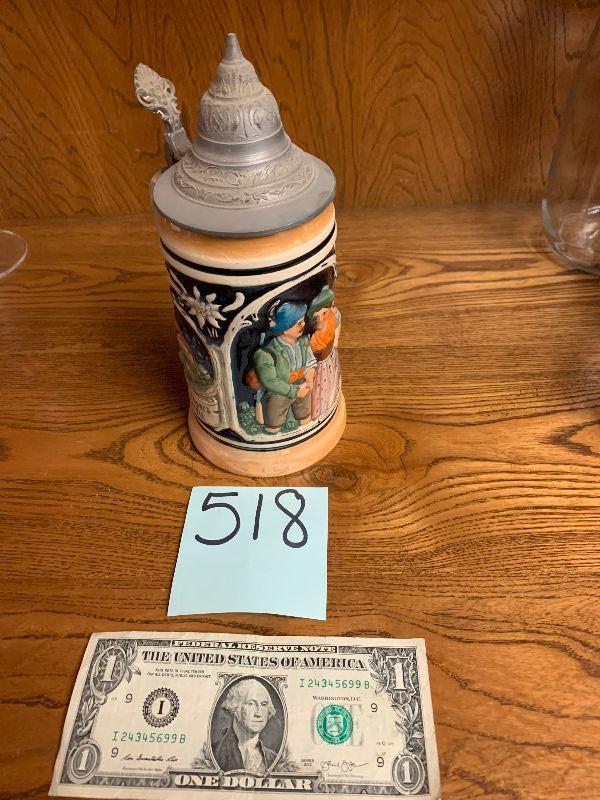 518
FEDERAL RESERVE NOTE
THE UNITED STATES OF AMERICA
1 1
I 24345699 B
WASHINGTON, D.C.
9 9
I
I 24345699 B
9 9
SERIES
1 1
ONE DOLLAR